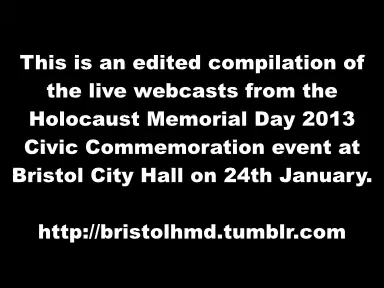 This is an edited compilation of
the live webcasts from the
Holocaust Memorial Day 2013
Civic Commemoration event at
Bristol City Hall on 24th January.
http://bristolhmd.tumblr.com